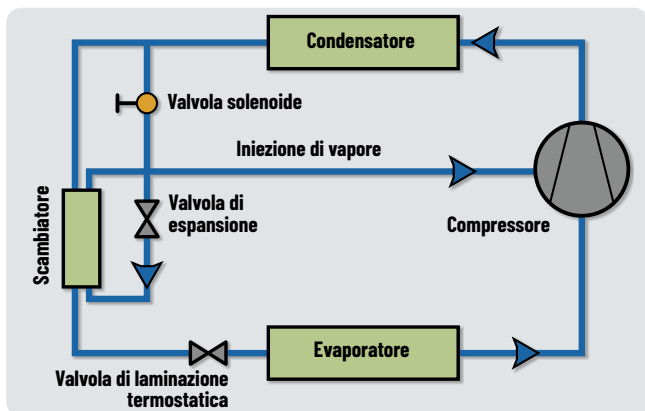 Condensatore
Valvola solenoide
Iniezione di vapore
Valvola di
espansione
Scambiatore
Compressore
Evaporatore
Valvola di laminazione
termostatica